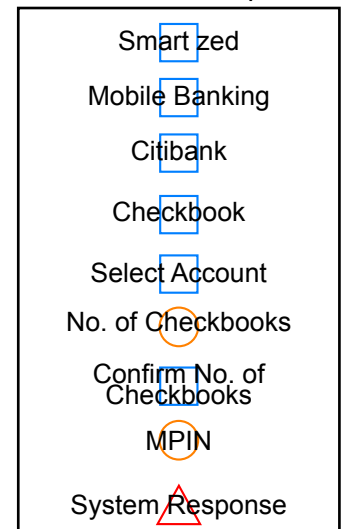 Smart zed
Mobile Banking
Citibank
Checkbook
Select Account
No. of Checkbooks
Confirm No. of
Checkbooks
MPIN
System Response